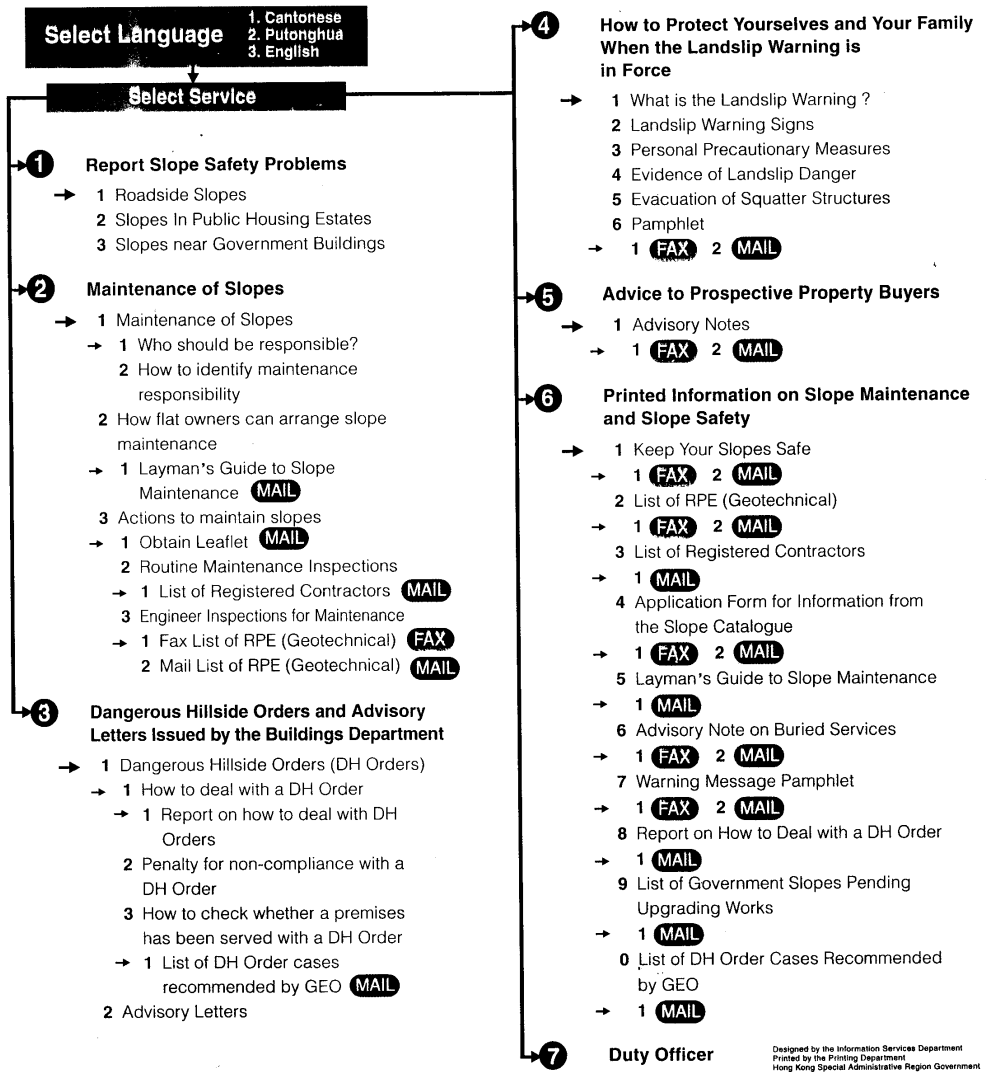 Select Language
1. Cantonese
2. Putonghua
3. English
Select Service
1 Report Slope Safety Problems
1 Roadside Slopes
2 Slopes In Public Housing Estates
3 Slopes near Government Buildings
2 Maintenance of Slopes
1 Maintenance of Slopes
1 Who should be responsible?
2 How to identify maintenance
responsibility
2 How flat owners can arrange slope
maintenance
1 Layman's Guide to Slope
Maintenance MAIL
3 Actions to maintain slopes
1 Obtain Leaflet MAIL
2 Routine Maintenance Inspections
1 List of Registered Contractors MAIL
3 Engineer Inspections for Maintenance
1 Fax List of RPE (Geotechnical) FAX
2 Mail List of RPE (Geotechnical) MAIL
3 Dangerous Hillside Orders and Advisory
Letters Issued by the Buildings Department
1 Dangerous Hillside Orders (DH Orders)
1 How to deal with a DH Order
1 Report on how to deal with DH
Orders
2 Penalty for non-compliance with a
DH Order
3 How to check whether a premises
has been served with a DH Order
1 List of DH Order cases
recommended by GEO MAIL
2 Advisory Letters
4 How to Protect Yourselves and Your Family
When the Landslip Warning is
in Force
1 What is the Landslip Warning ?
2 Landslip Warning Signs
3 Personal Precautionary Measures
4 Evidence of Landslip Danger
5 Evacuation of Squatter Structures
6 Pamphlet
1 FAX 2 MAIL
5 Advice to Prospective Property Buyers
1 Advisory Notes
1 FAX 2 MAIL
6 Printed Information on Slope Maintenance
and Slope Safety
1 Keep Your Slopes Safe
1 FAX 2 MAIL
2 List of RPE (Geotechnical)
1 FAX 2 MAIL
3 List of Registered Contractors
1 MAIL
4 Application Form for Information from
the Slope Catalogue
1 FAX 2 MAIL
5 Layman's Guide to Slope Maintenance
1 MAIL
6 Advisory Note on Buried Services
1 FAX 2 MAIL
7 Warning Message Pamphlet
1 FAX 2 MAIL
8 Report on How to Deal with a DH Order
1 MAIL
9 List of Government Slopes Pending
Upgrading Works
1 MAIL
0 List of DH Order Cases Recommended
by GEO
1 MAIL
7 Duty Officer
Designed by the Information Services Department
Printed by the Printing Department
Hong Kong Special Administrative Region Government